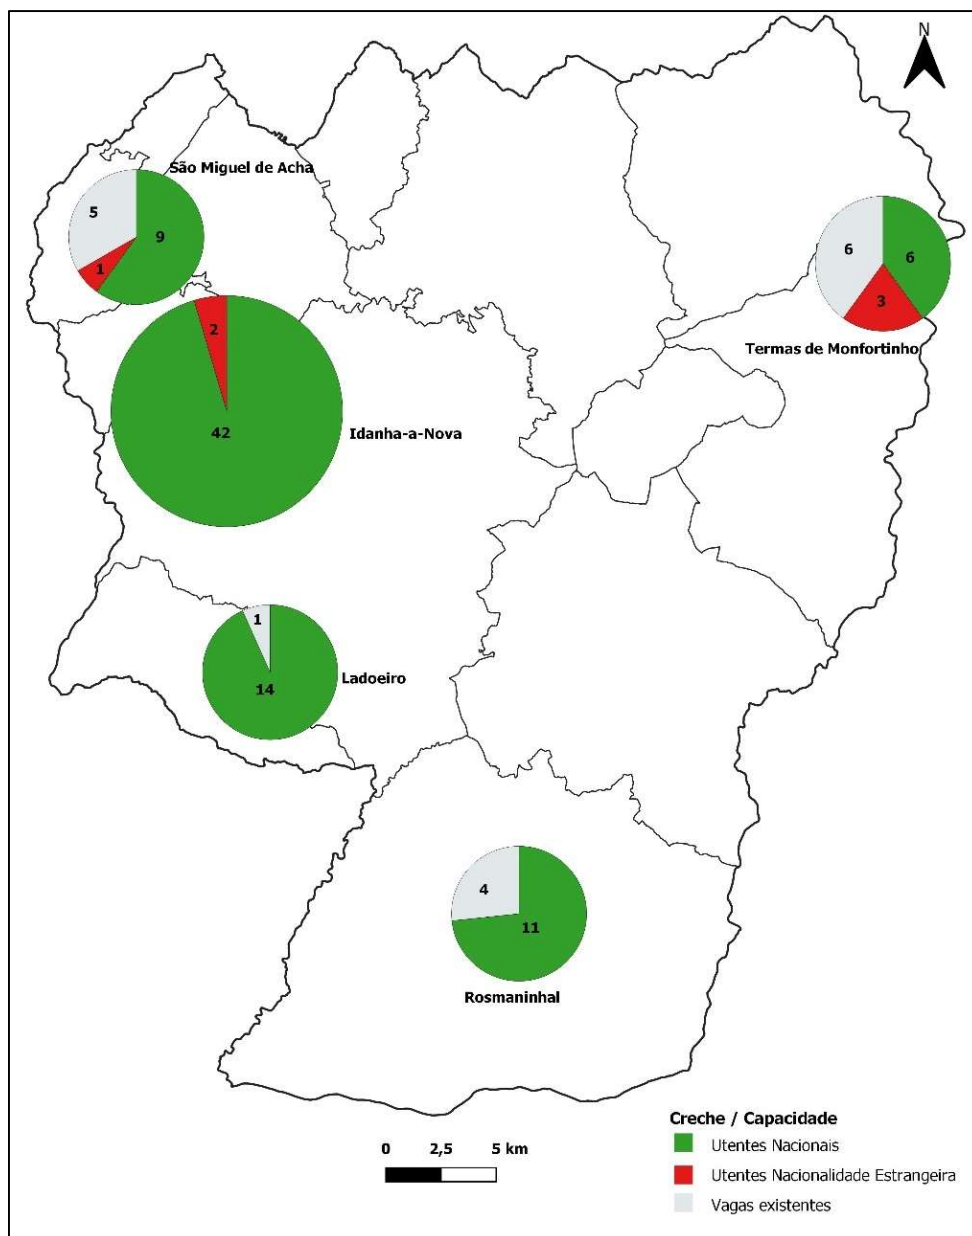 N
São Miguel de Acha
5
9
1
6
6
3
Termas de Monfortinho
2
42
Idanha-a-Nova
1
14
Ladoeiro
4
11
Rosmaninhal
Creche / Capacidade
Utentes Nacionais
Utentes Nacionalidade Estrangeira
Vagas existentes
0 2,5 5 km